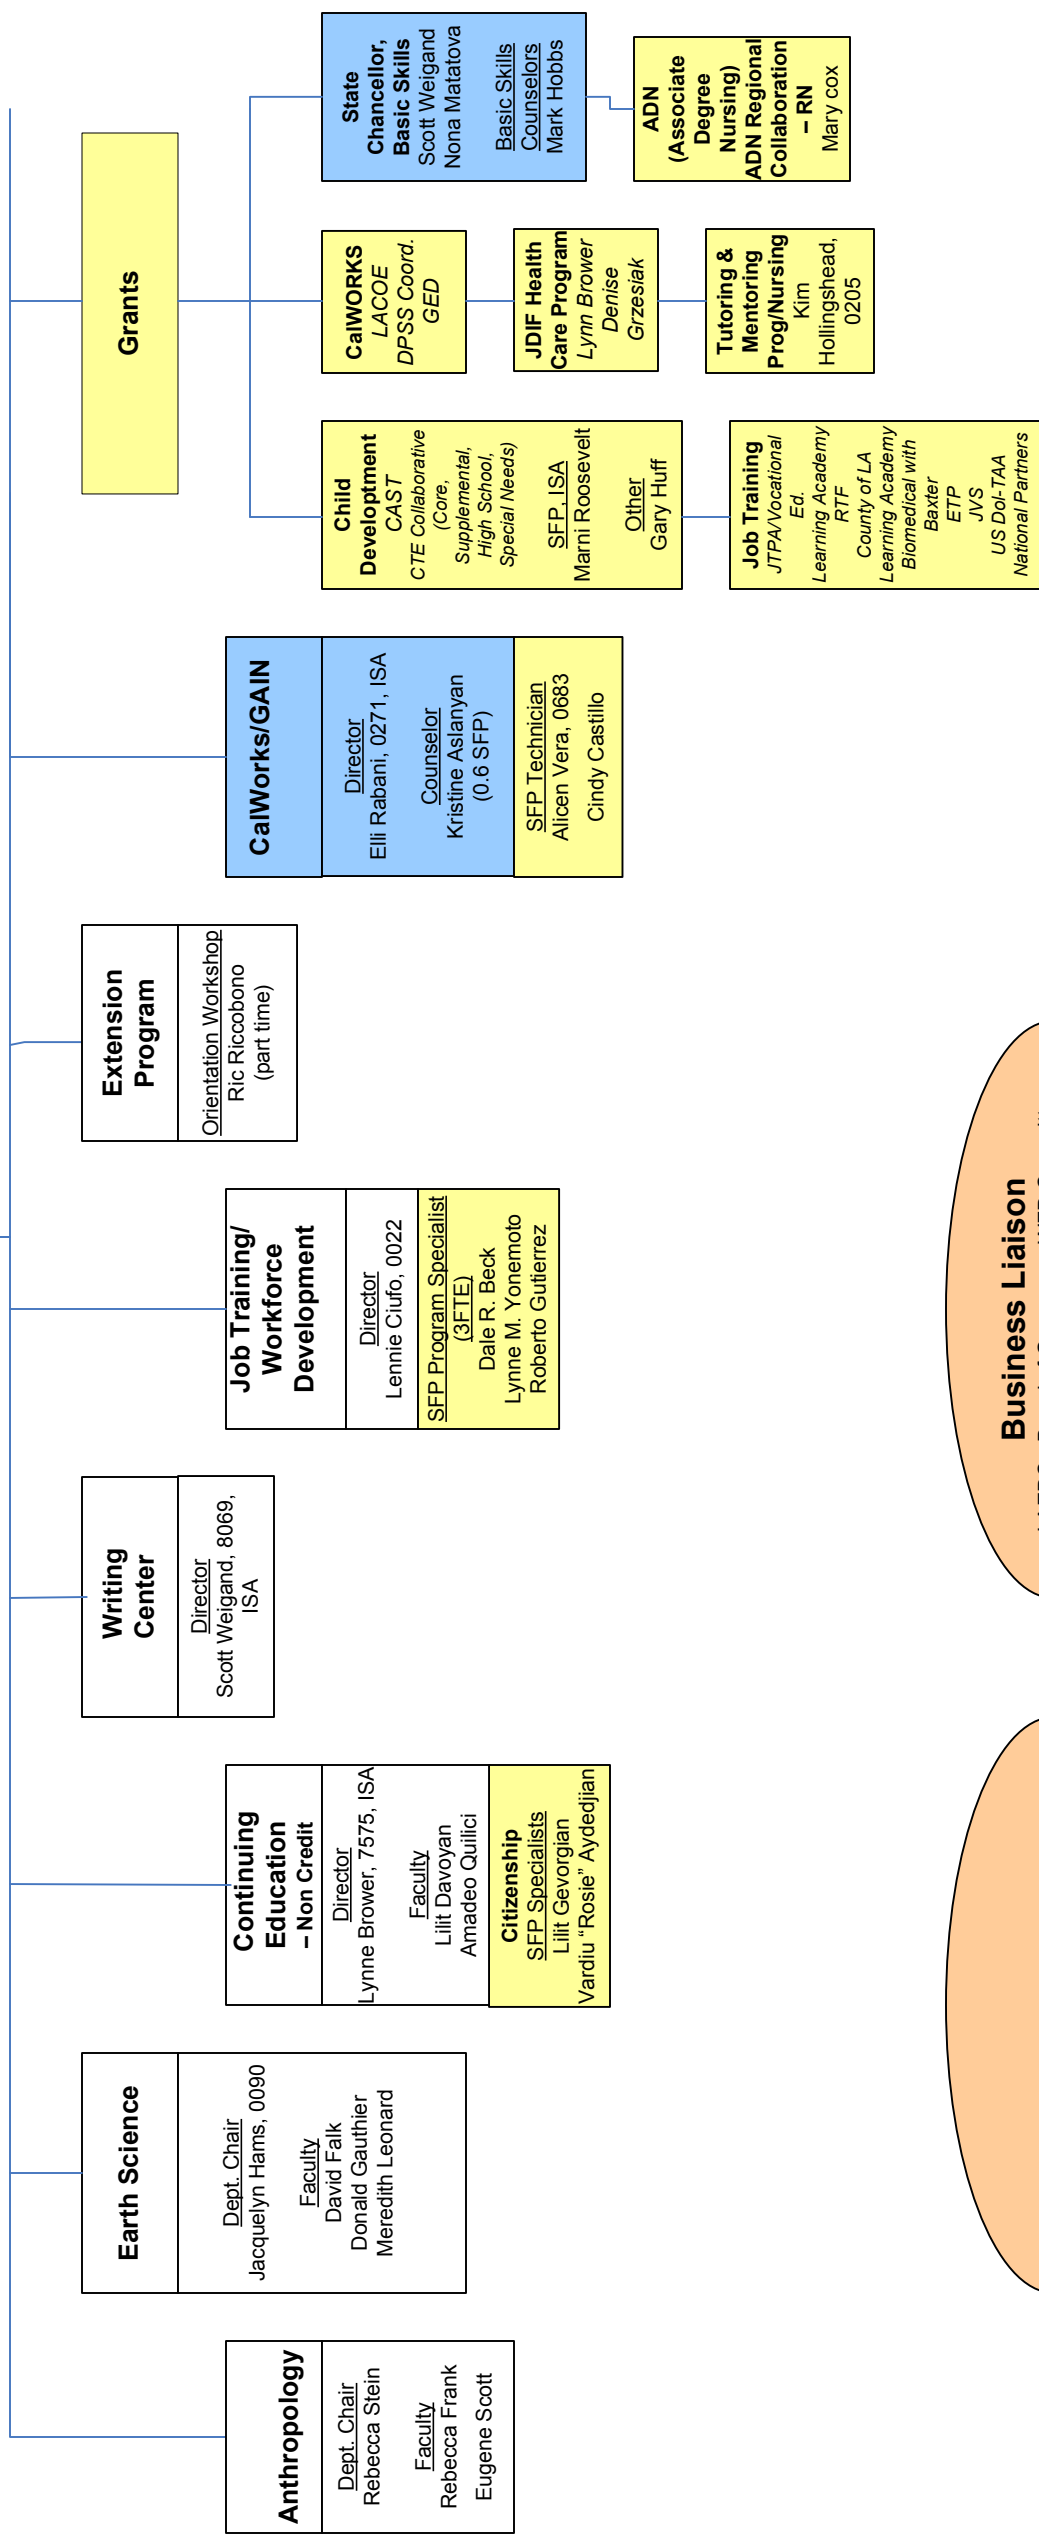 Anthropology
Dept. Chair
Rebecca Stein
Faculty
Rebecca Frank
Eugene Scott
Earth Science
Dept. Chair
Jacquelyn Hams, 0090
Faculty
David Falk
Donald Gauthier
Meredith Leonard
Continuing
Education
– Non Credit
Director
Lynne Brower, 7575, ISA
Faculty
Lilit Davoyan
Amadeo Quilici
Citizenship
SFP Specialists
Lilit Gevorgian
Vardiu “Rosie” Aydedjian
Writing
Center
Director
Scott Weigand, 8069,
ISA
Job Training/
Workforce
Development
Director
Lennie Ciufo, 0022
SFP Program Specialist
(3FTE)
Dale R. Beck
Lynne M. Yonemoto
Roberto Gutierrez
Extension
Program
Orientation Workshop
Ric Riccobono
(part time)
CalWorks/GAIN
Director
Elli Rabani, 0271, ISA
Counselor
Kristine Aslanyan
(0.6 SFP)
SFP Technician
Alicen Vera, 0683
Cindy Castillo
Grants
Child
Development
CAST
CTE Collaborative
(Core,
Supplemental,
High School,
Special Needs)
SFP, ISA
Marni Roosevelt
Other
Gary Huff
Job Training
JTPA/Vocational
Ed.
Learning Academy
RTF
County of LA
Learning Academy
Biomedical with
Baxter
ETP
JVS
US Dol-TAA
National Partners
CalWORKS
LACOE
DPSS Coord.
GED
JDIF Health
Care Program
Lynn Brower
Denise
Grzesiak
Tutoring &
Mentoring
Prog/Nursing
Kim
Hollingshead,
0205
State
Chancellor,
Basic Skills
Scott Weigand
Nona Matatova
Basic Skills
Counselors
Mark Hobbs
ADN
(Associate
Degree
Nursing)
ADN Regional
Collaboration
– RN
Mary cox
Business Liaison